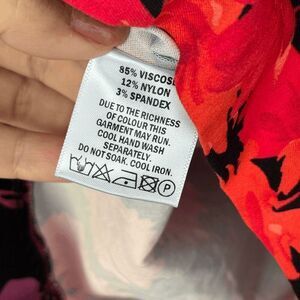 85% VISCOSE
12% NYLON
3% SPANDEX
DUE TO THE RICHNESS
OF COLOUR THIS
GARMENT MAY RUN.
COOL HAND WASH
SEPARATELY.
DO NOT SOAK. COOL IRON.
P